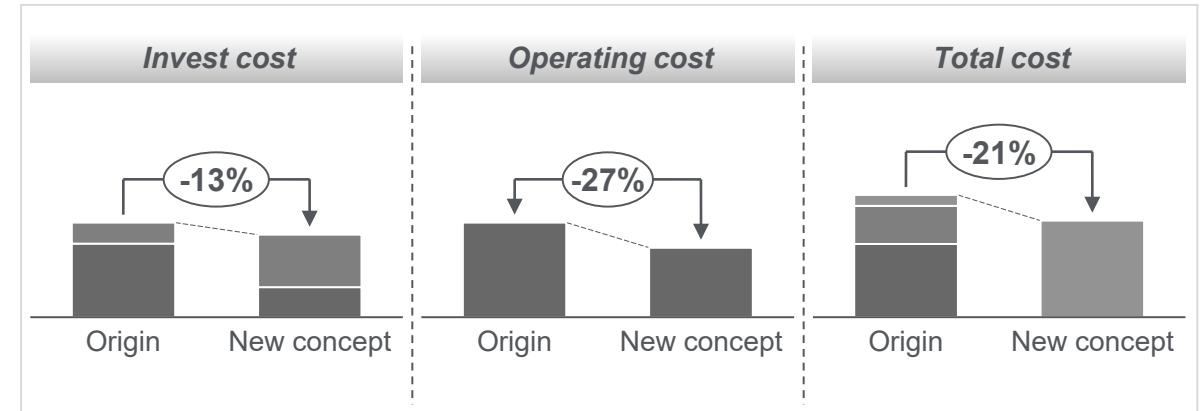 Invest cost
Operating cost
Total cost
-13%
-27%
-21%
Origin
New concept
Origin
New concept
Origin
New concept